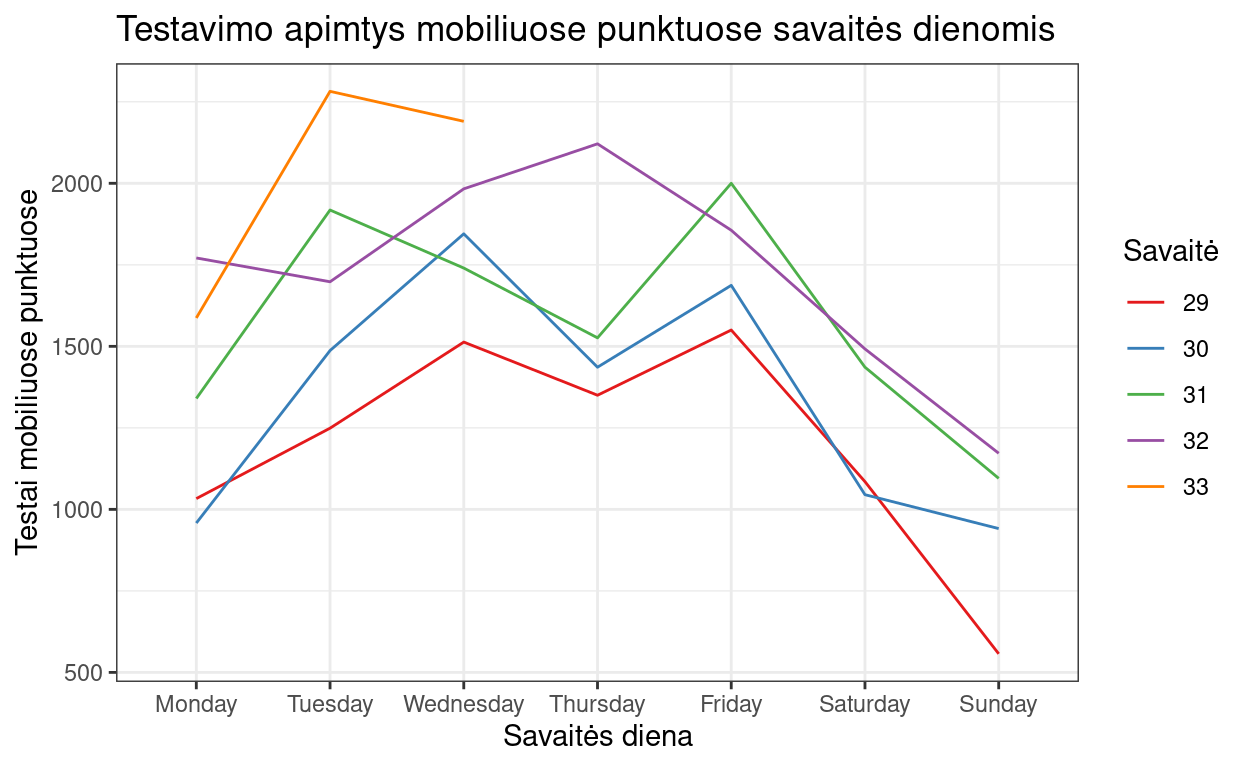 Testavimo apimtys mobiliuose punktuose savaitės dienomis
Testai mobiliuose punktuose
2000
1500
1000
500
Monday Tuesday Wednesday Thursday Friday Saturday Sunday
Savaitės diena
Savaitė
29
30
31
32
33